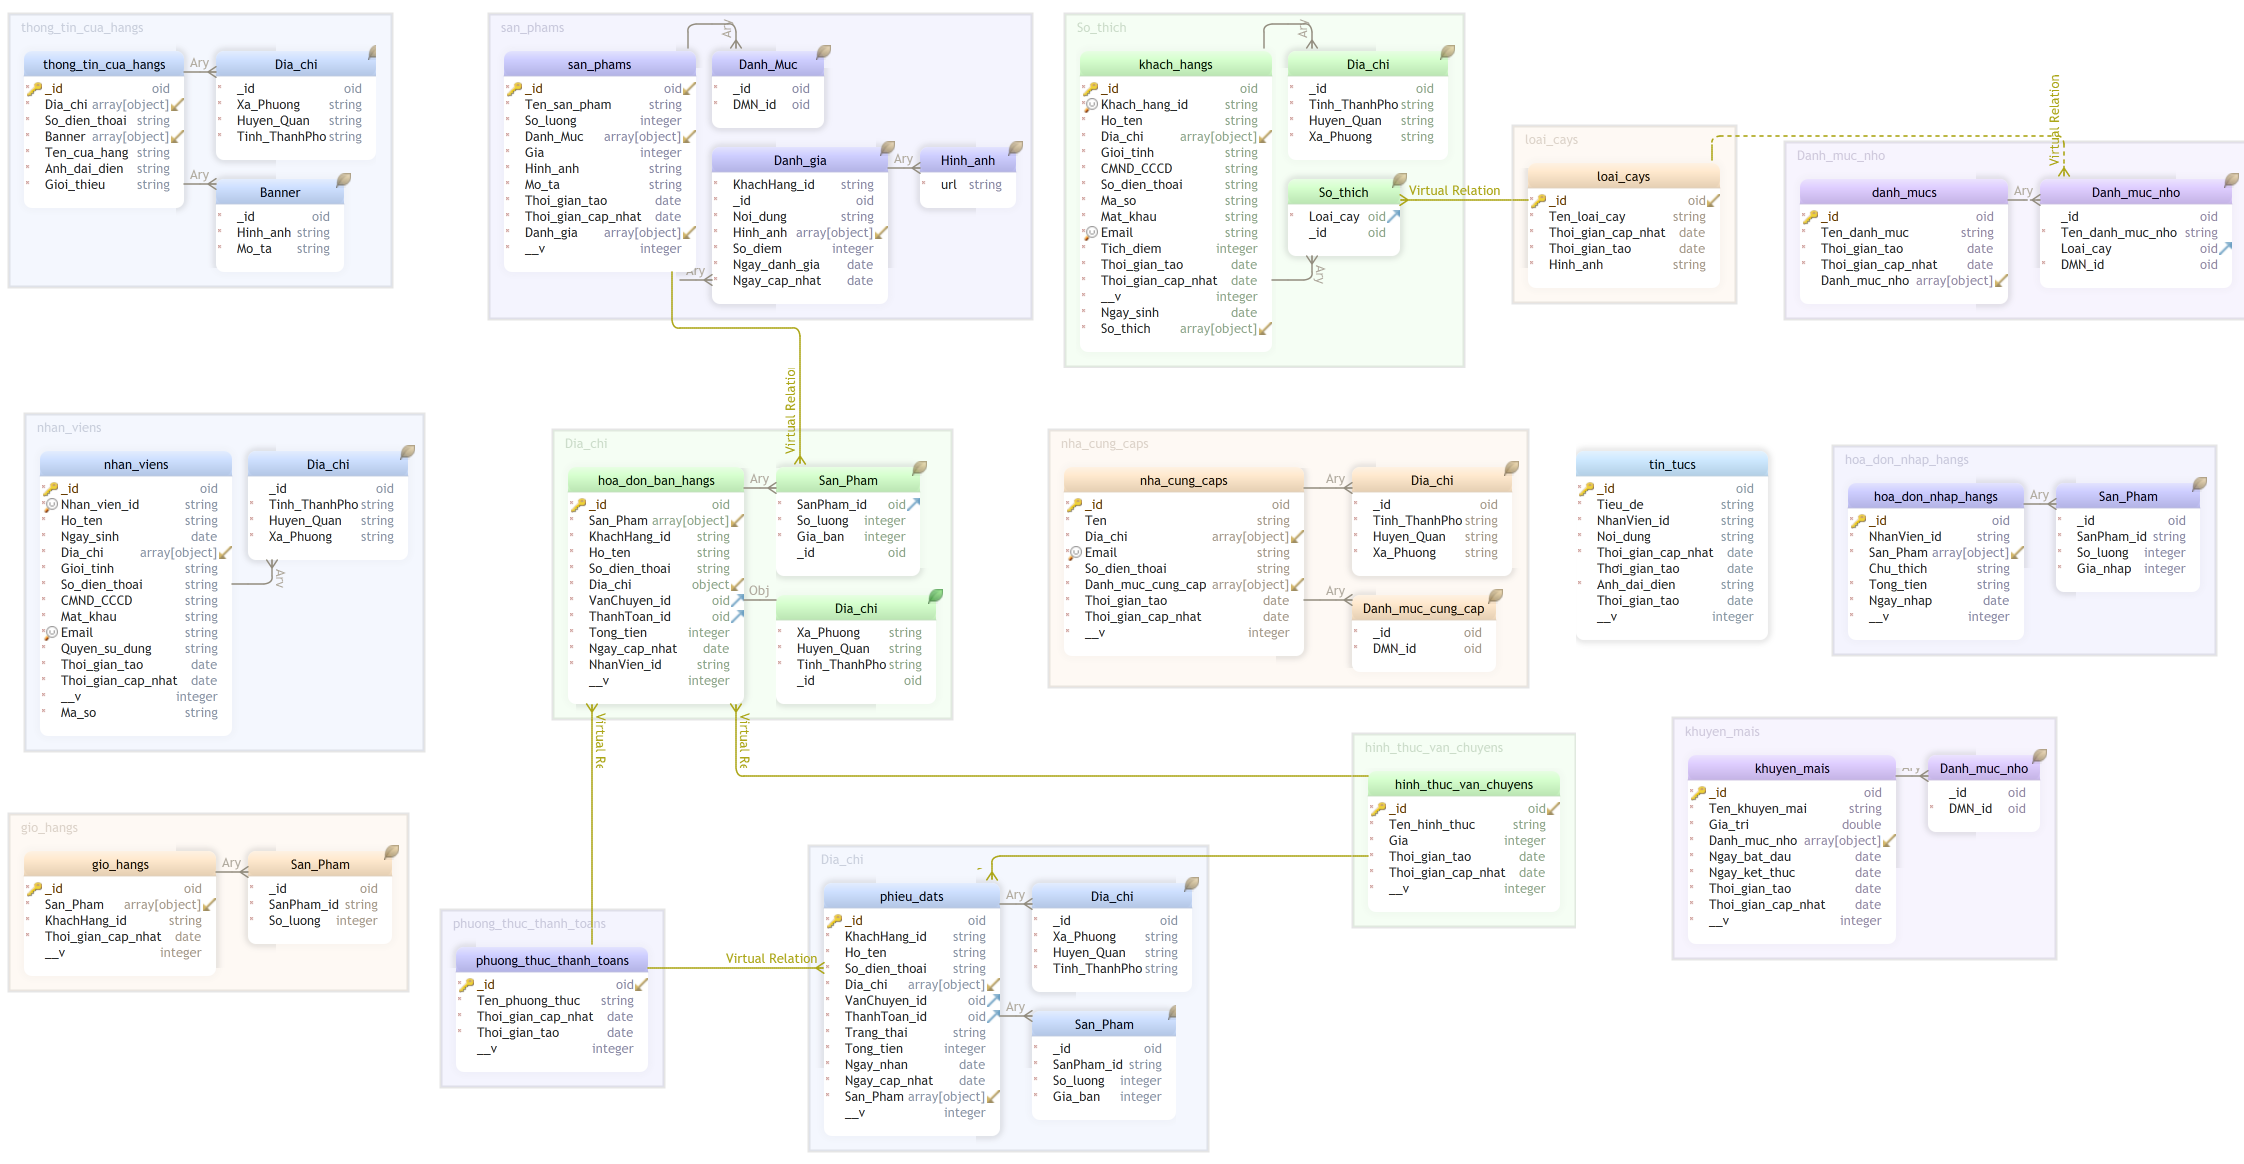 thong_tin_cua_hangs
thong_tin_cua_hangs
_id oid
Dia_chi array[object]
So_dien_thoai string
Banner array[object]
Ten_cua_hang string
Anh_dai_dien string
Gioi_thieu string
Ary
Dia_chi
_id oid
Xa_Phuong string
Huyen_Quan string
Tinh_ThanhPho string
Ary
Banner
_id oid
Hinh_anh string
Mo_ta string
san_phams
san_phams
_id oid
Ten_san_pham string
So_luong integer
Danh_Muc array[object]
Gia integer
Hinh_anh string
Mo_ta string
Thoi_gian_tao date
Thoi_gian_cap_nhat date
Danh_gia array[object]
__v integer
Ary
Danh_Muc
_id oid
DMN_id oid
Ary
Danh_gia
KhachHang_id string
_id oid
Noi_dung string
Hinh_anh array[object]
So_diem integer
Ngay_danh_gia date
Ngay_cap_nhat date
Ary
Hinh_anh
url string
So_thich
khach_hangs
_id oid
Khach_hang_id string
Ho_ten string
Dia_chi array[object]
Gioi_tinh string
CMND_CCCD string
So_dien_thoai string
Ma_so string
Mat_khau string
Email string
Tich_diem integer
Thoi_gian_tao date
Thoi_gian_cap_nhat date
__v integer
Ngay_sinh date
So_thich array[object]
Ary
Dia_chi
_id oid
Tinh_ThanhPho string
Huyen_Quan string
Xa_Phuong string
So_thich
Loai_cay oid
_id oid
Ary
Virtual Relation
loai_cays
loai_cays
_id oid
Ten_loai_cay string
Thoi_gian_cap_nhat date
Thoi_gian_tao date
Hinh_anh string
Virtual Relation
Danh_muc_nho
danh_mucs
_id oid
Ten_danh_muc string
Thoi_gian_tao date
Thoi_gian_cap_nhat date
Danh_muc_nho array[object]
Ary
Danh_muc_nho
_id oid
Ten_danh_muc_nho string
Loai_cay oid
DMN_id oid
nhan_viens
nhan_viens
_id oid
Nhan_vien_id string
Ho_ten string
Ngay_sinh date
Dia_chi array[object]
Gioi_tinh string
So_dien_thoai string
CMND_CCCD string
Mat_khau string
Email string
Quyen_su_dung string
Thoi_gian_tao date
Thoi_gian_cap_nhat date
__v integer
Ma_so string
Dia_chi
_id oid
Tinh_ThanhPho string
Huyen_Quan string
Xa_Phuong string
Ary
Virtual Relation
Dia_chi
hoa_don_ban_hangs
_id oid
San_Pham array[object]
KhachHang_id string
Ho_ten string
So_dien_thoai string
Dia_chi object
VanChuyen_id oid
ThanhToan_id oid
Tong_tien integer
Ngay_cap_nhat date
NhanVien_id string
__v integer
Ary
San_Pham
SanPham_id oid
So_luong integer
Gia_ban integer
_id oid
Obj
Dia_chi
Xa_Phuong string
Huyen_Quan string
Tinh_ThanhPho string
_id oid
Virtual Re
Virtual Re
nha_cung_caps
nha_cung_caps
_id oid
Ten string
Dia_chi array[object]
Email string
So_dien_thoai string
Danh_muc_cung_cap array[object]
Thoi_gian_tao date
Thoi_gian_cap_nhat date
__v integer
Ary
Dia_chi
_id oid
Tinh_ThanhPho string
Huyen_Quan string
Xa_Phuong string
Ary
Danh_muc_cung_cap
_id oid
DMN_id oid
tin_tucs
_id oid
Tieu_de string
NhanVien_id string
Noi_dung string
Thoi_gian_cap_nhat date
Thơi_gian_tao date
Anh_dai_dien string
Thoi_gian_tao date
__v integer
hoa_don_nhap_hangs
hoa_don_nhap_hangs
_id oid
NhanVien_id string
San_Pham array[object]
Chu_thich string
Tong_tien string
Ngay_nhap date
__v integer
Ary
San_Pham
_id oid
SanPham_id string
So_luong integer
Gia_nhap integer
gio_hangs
gio_hangs
_id oid
San_Pham array[object]
KhachHang_id string
Thoi_gian_cap_nhat date
__v integer
Ary
San_Pham
_id oid
SanPham_id string
So_luong integer
phuong_thuc_thanh_toans
phuong_thuc_thanh_toans
_id oid
Ten_phuong_thuc string
Thoi_gian_cap_nhat date
Thoi_gian_tao date
__v integer
Virtual Relation
Dia_chi
phieu_dats
_id oid
KhachHang_id string
Ho_ten string
So_dien_thoai string
Dia_chi array[object]
VanChuyen_id oid
ThanhToan_id oid
Trang_thai string
Tong_tien integer
Ngay_nhan date
Ngay_cap_nhat date
San_Pham array[object]
__v integer
Ary
Dia_chi
_id oid
Xa_Phuong string
Huyen_Quan string
Tinh_ThanhPho string
Ary
San_Pham
_id oid
SanPham_id string
So_luong integer
Gia_ban integer
hinh_thuc_van_chuyens
hinh_thuc_van_chuyens
_id oid
Ten_hinh_thuc string
Gia integer
Thoi_gian_tao date
Thoi_gian_cap_nhat date
__v integer
khuyen_mais
khuyen_mais
_id oid
Ten_khuyen_mai string
Gia_tri double
Danh_muc_nho array[object]
Ngay_bat_dau date
Ngay_ket_thuc date
Thoi_gian_tao date
Thoi_gian_cap_nhat date
__v integer
Ary
Danh_muc_nho
_id oid
DMN_id oid